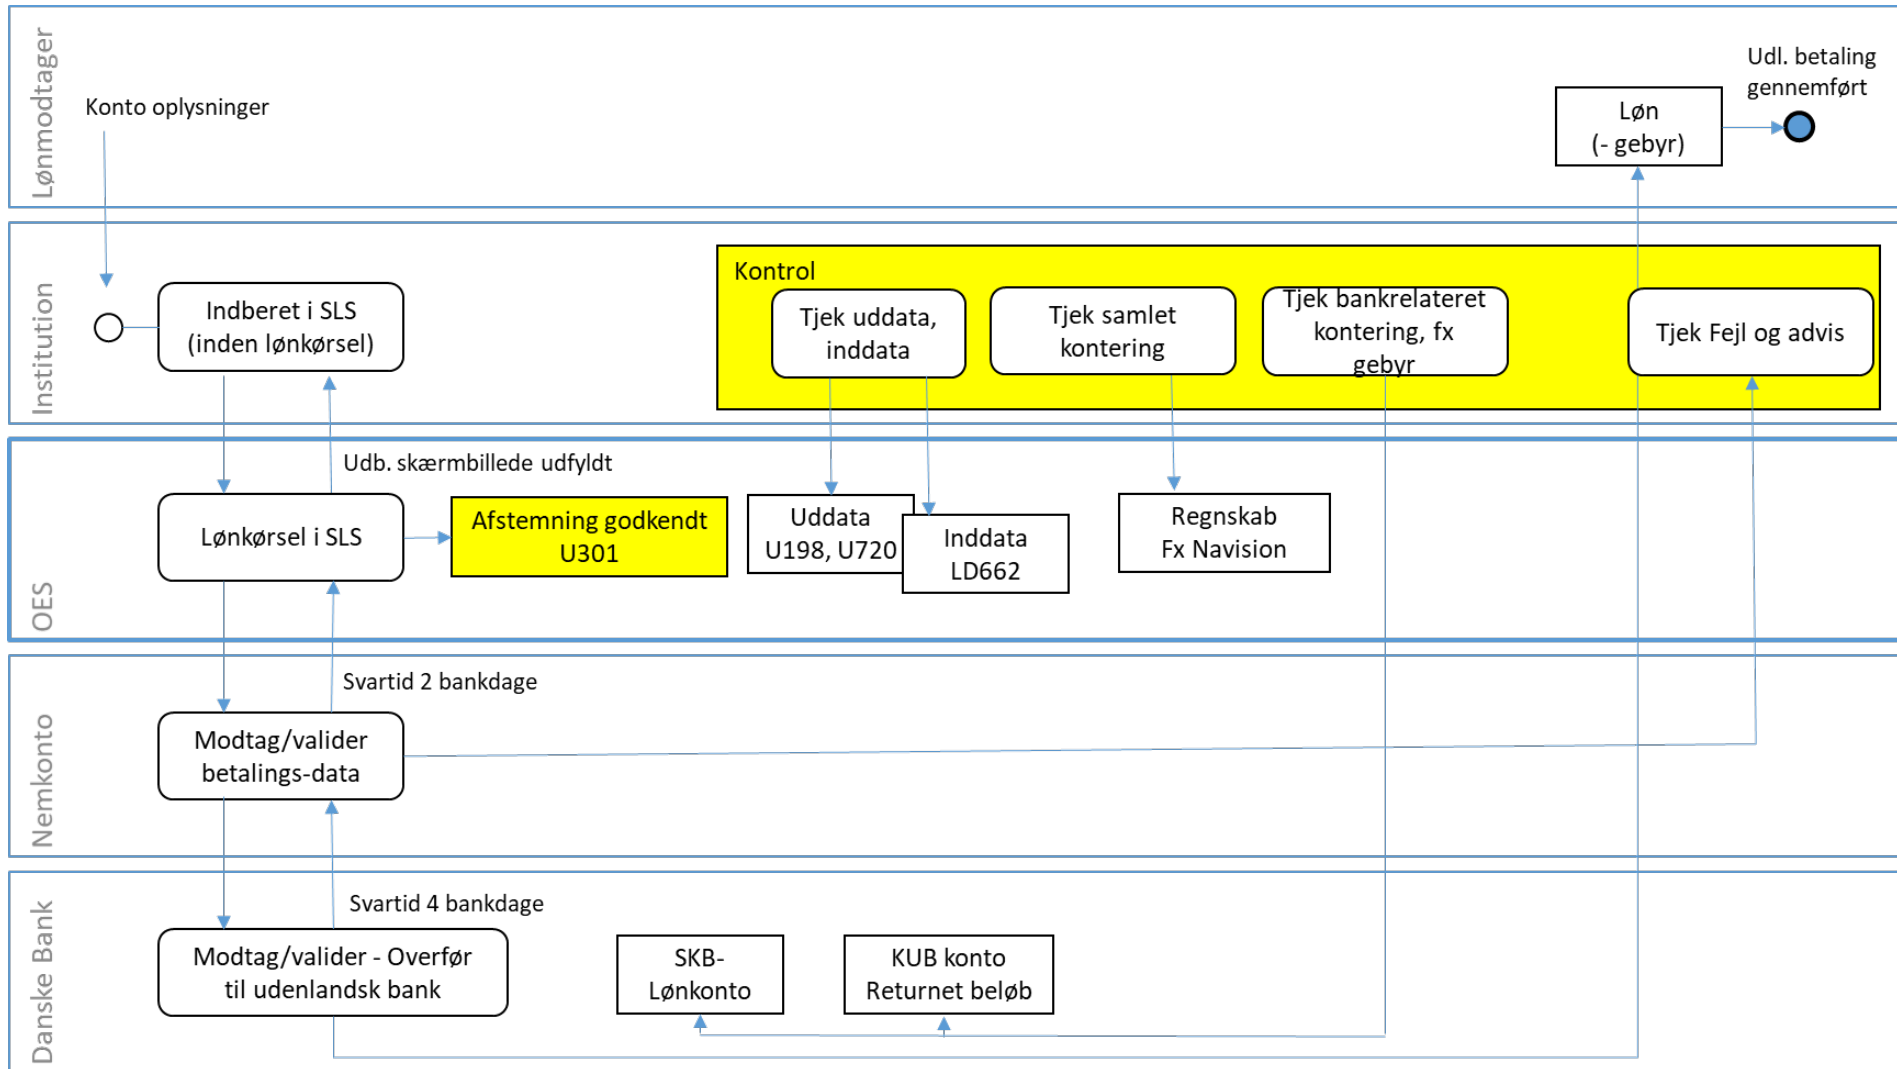 Lønmodtager
Konto oplysninger
Løn
(- gebyr)
Udl. betaling
gennemført
Institution
Indberet i SLS
(inden lønkørsel)
Kontrol
Tjek uddata,
inddata
Tjek samlet
kontering
Tjek bankrelateret
kontering, fx
gebyr
Tjek Fejl og advis
OES
Udb. skærmbillede udfyldt
Lønkørsel i SLS
Afstemning godkendt
U301
Uddata
U198, U720
Inddata
LD662
Regnskab
Fx Navision
Nemkonto
Svartid 2 bankdage
Modtag/valider
betalings-data
Danske Bank
Svartid 4 bankdage
Modtag/valider - Overfør
til udenlandsk bank
SKB-
Lønkonto
KUB konto
Returnet beløb